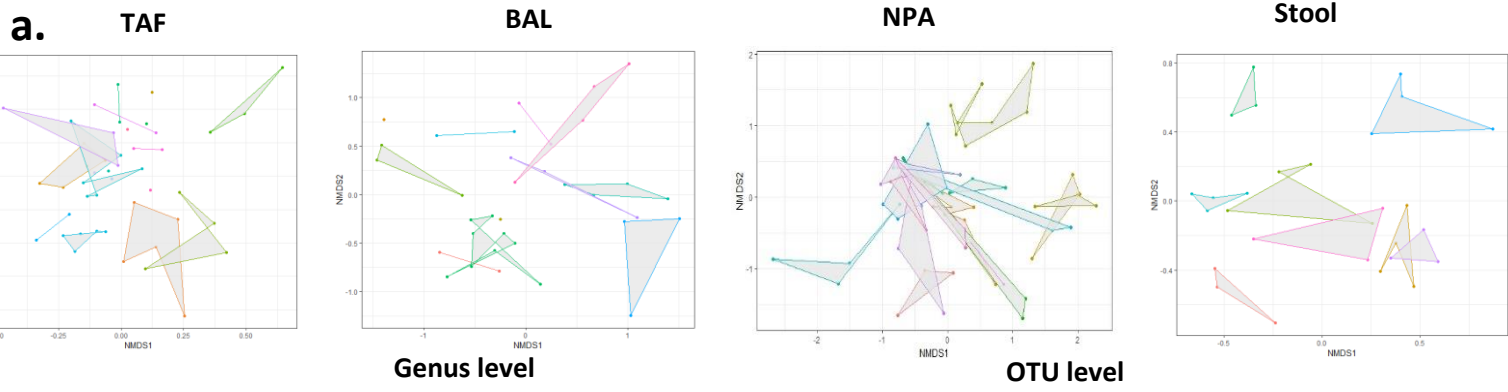 a.
TAF
BAL
NPA
Stool
-0.25
0.00
0.25
0.50
NMDS1
NMDS2
1.0
0.5
0.0
-0.5
-1.0
-1
0
1
NMDS1
NMDS2
2
1
0
-1
-2
-1
0
1
2
NMDS1
NMDS2
0.8
0.4
0.0
-0.4
-0.5
0.0
0.5
NMDS1
Genus level
OTU level